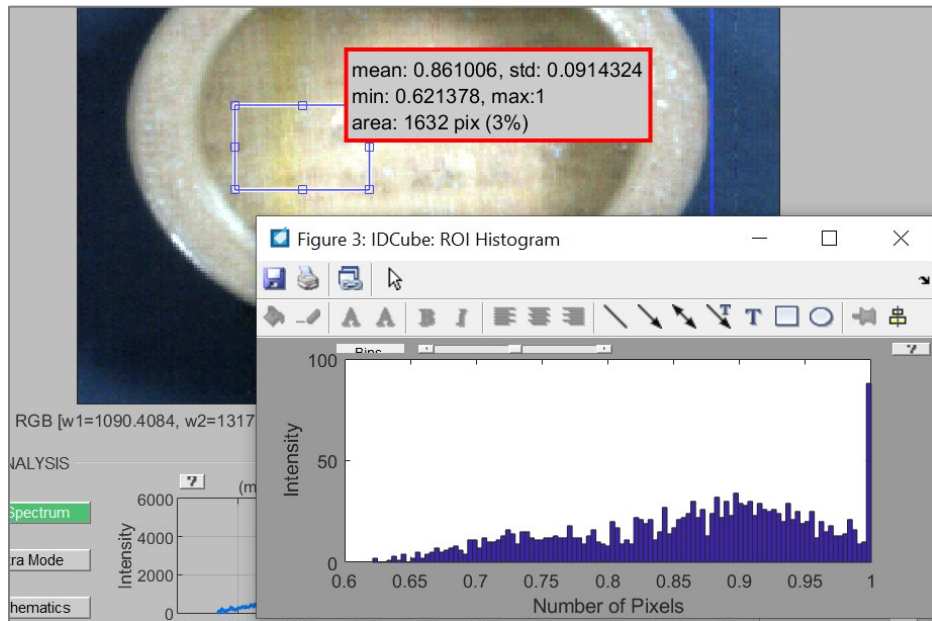 mean: 0.861006, std: 0.0914324
min: 0.621378, max:1
area: 1632 pix (3%)
Figure 3: IDCube: ROI Histogram
A A B I T T
Bins
?
100
50
0
Intensity
0.6 0.65 0.7 0.75 0.8 0.85 0.9 0.95 1
Number of Pixels
RGB [w1=1090.4084, w2=1317
NALYSIS
Spectrum
tra Mode
hematics
?
(m
6000
4000
2000
0
Intensity